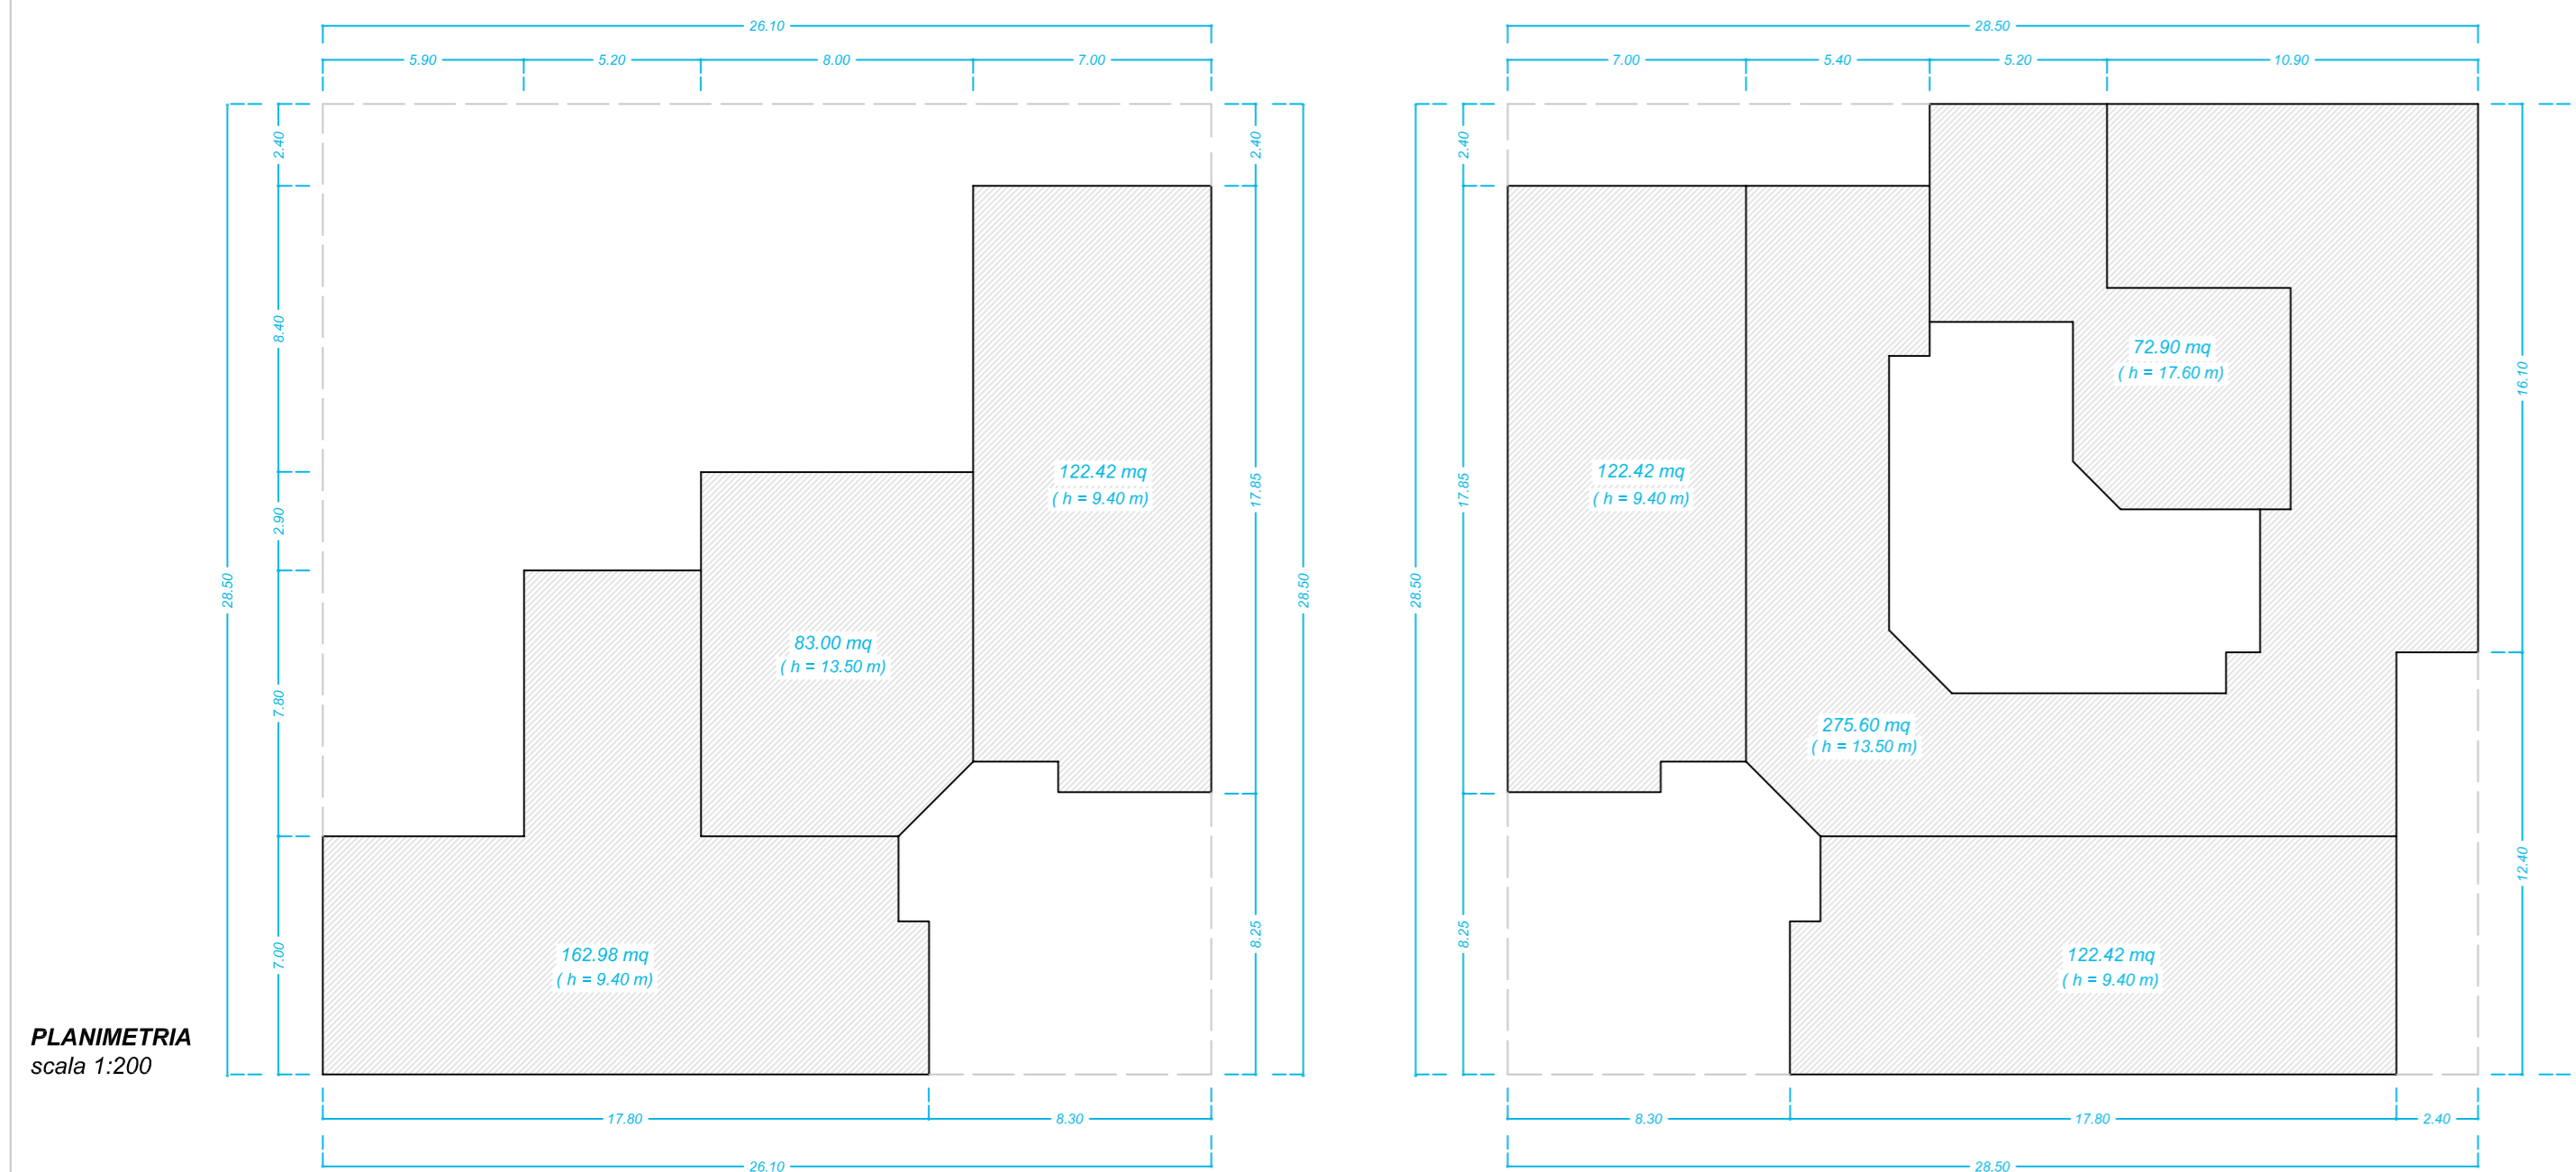 26.10
28.50
5.90
5.20
8.00
7.00
7.00
5.40
5.20
10.90
2.40
2.40
2.40
8.40
72.90 mq
( h = 17.60 m)
16.10
122.42 mq
( h = 9.40 m)
17.85
17.85
122.42 mq
( h = 9.40 m)
2.90
28.50
28.50
28.50
83.00 mq
( h = 13.50 m)
7.80
275.60 mq
( h = 13.50 m)
12.40
7.00
8.25
8.25
162.98 mq
( h = 9.40 m)
122.42 mq
( h = 9.40 m)
PLANIMETRIA
scala 1:200
17.80
8.30
8.30
17.80
2.40
26.10
28.50